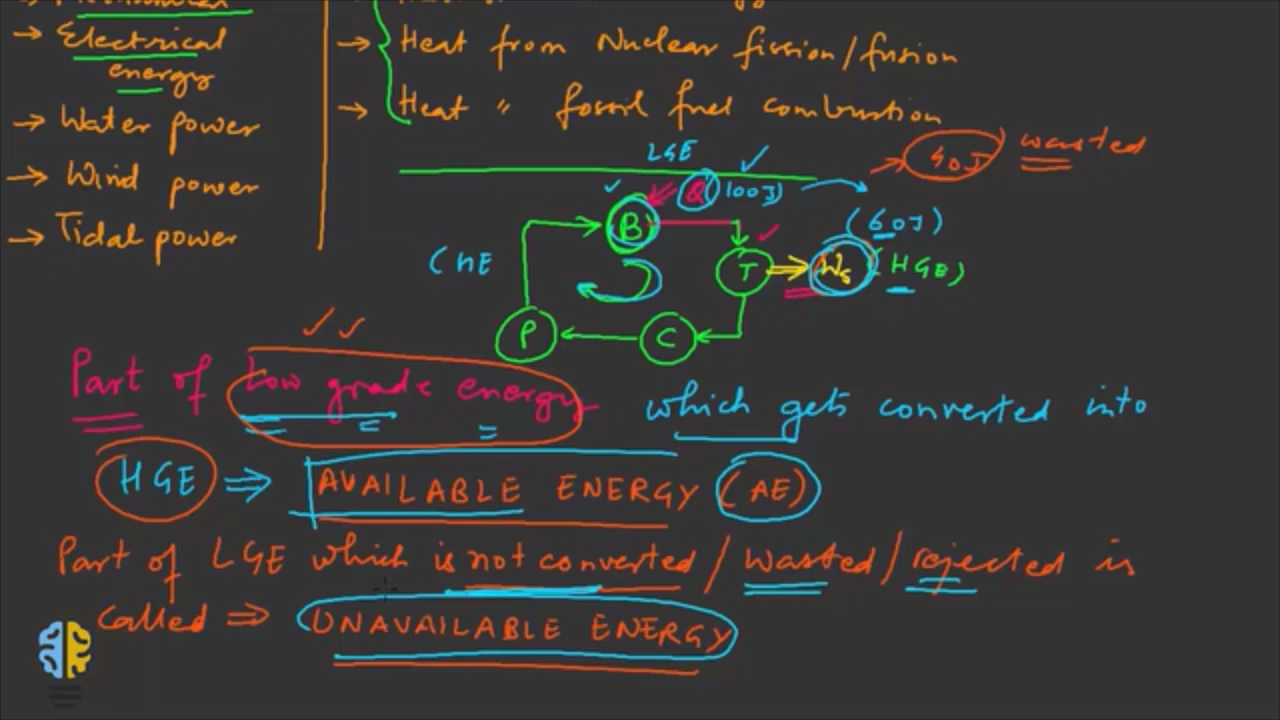 → Electrical
energy
→ Water power
→ Wind power
→ Tidal power
→ Heat from Nuclear fission/fusion
→ Heat " fossil fuel combustion
LGE
Q (100J)
40J wasted
B
(60J)
T
Ws (HGE)
P
C
Part of Low grade energy which gets converted into
HGE ⇒ AVAILABLE ENERGY (AE)
Part of LGE which is not converted / wasted / rejected is
called ⇒ UNAVAILABLE ENERGY